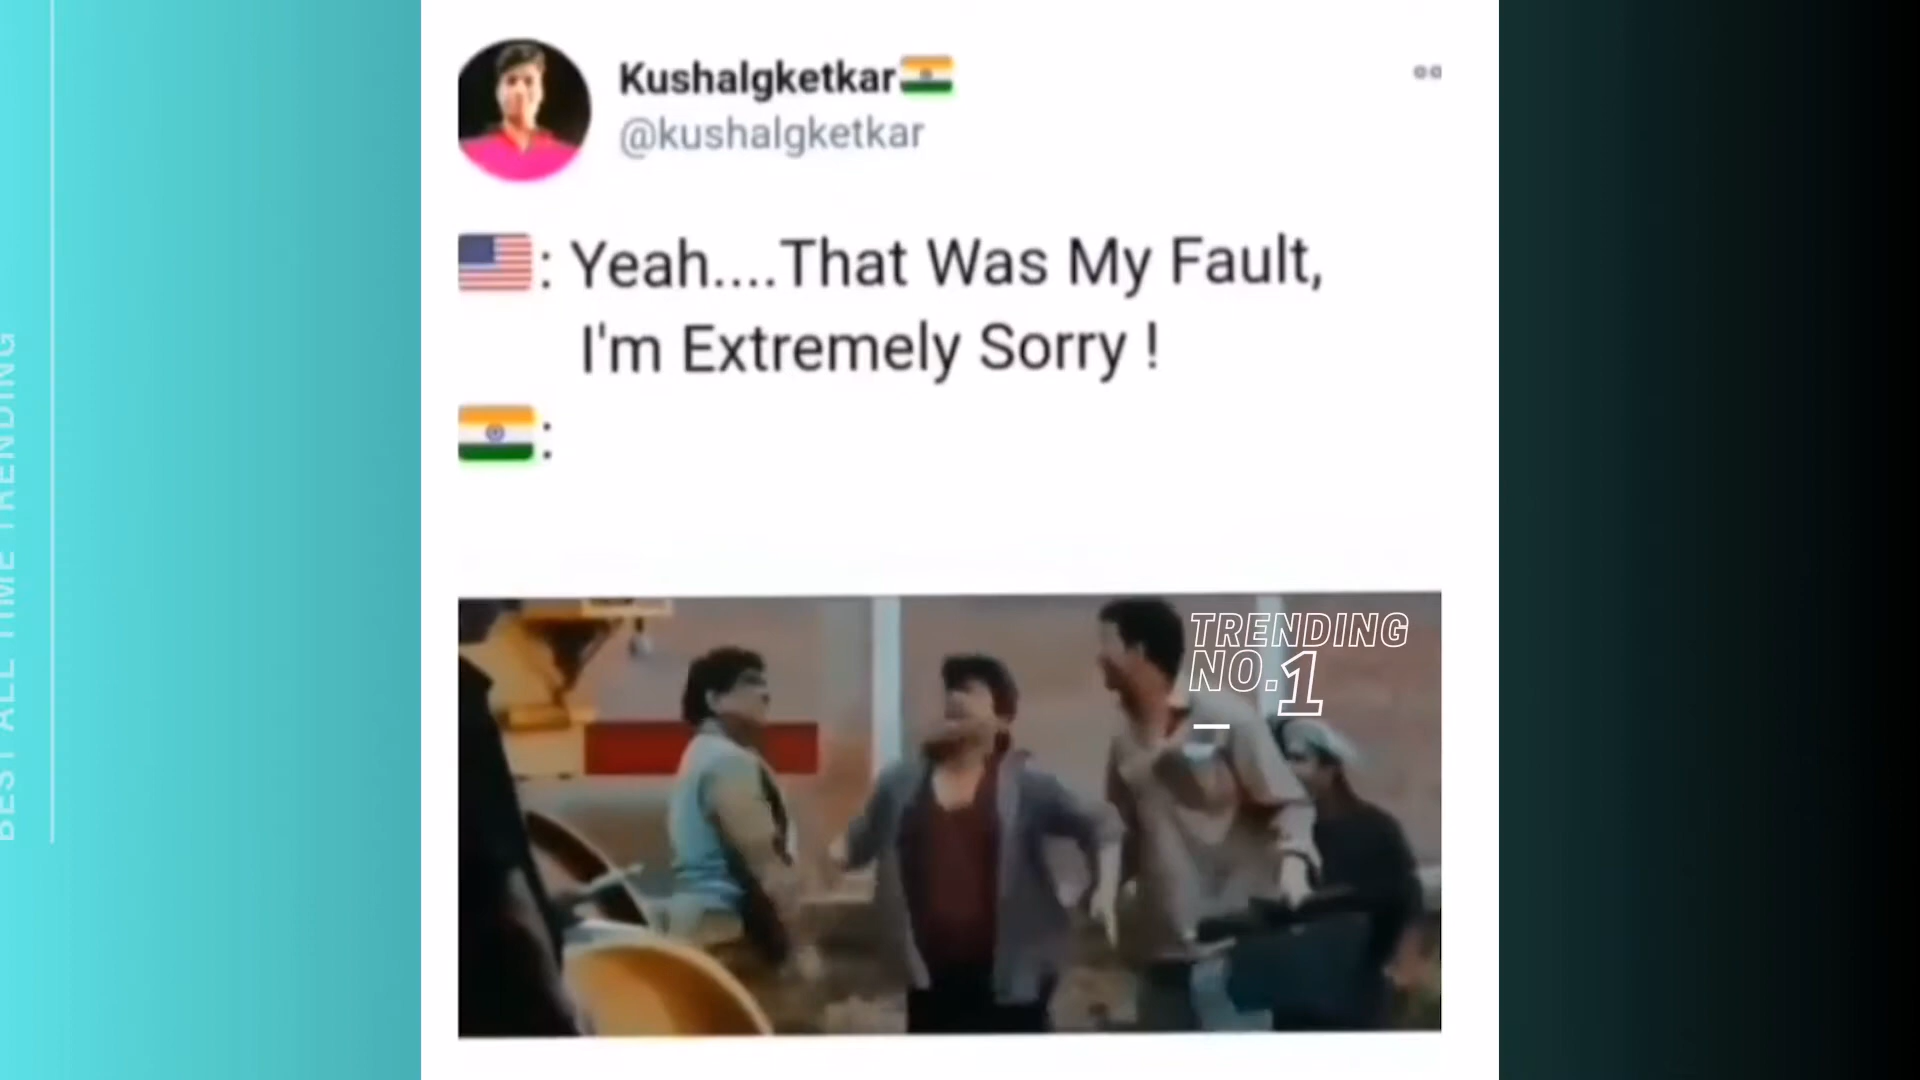 Kushalgketkar
@kushalgketkar
: Yeah....That Was My Fault,
I'm Extremely Sorry !
:
TRENDING
NO.1
BEST ALL TIME TRENDING